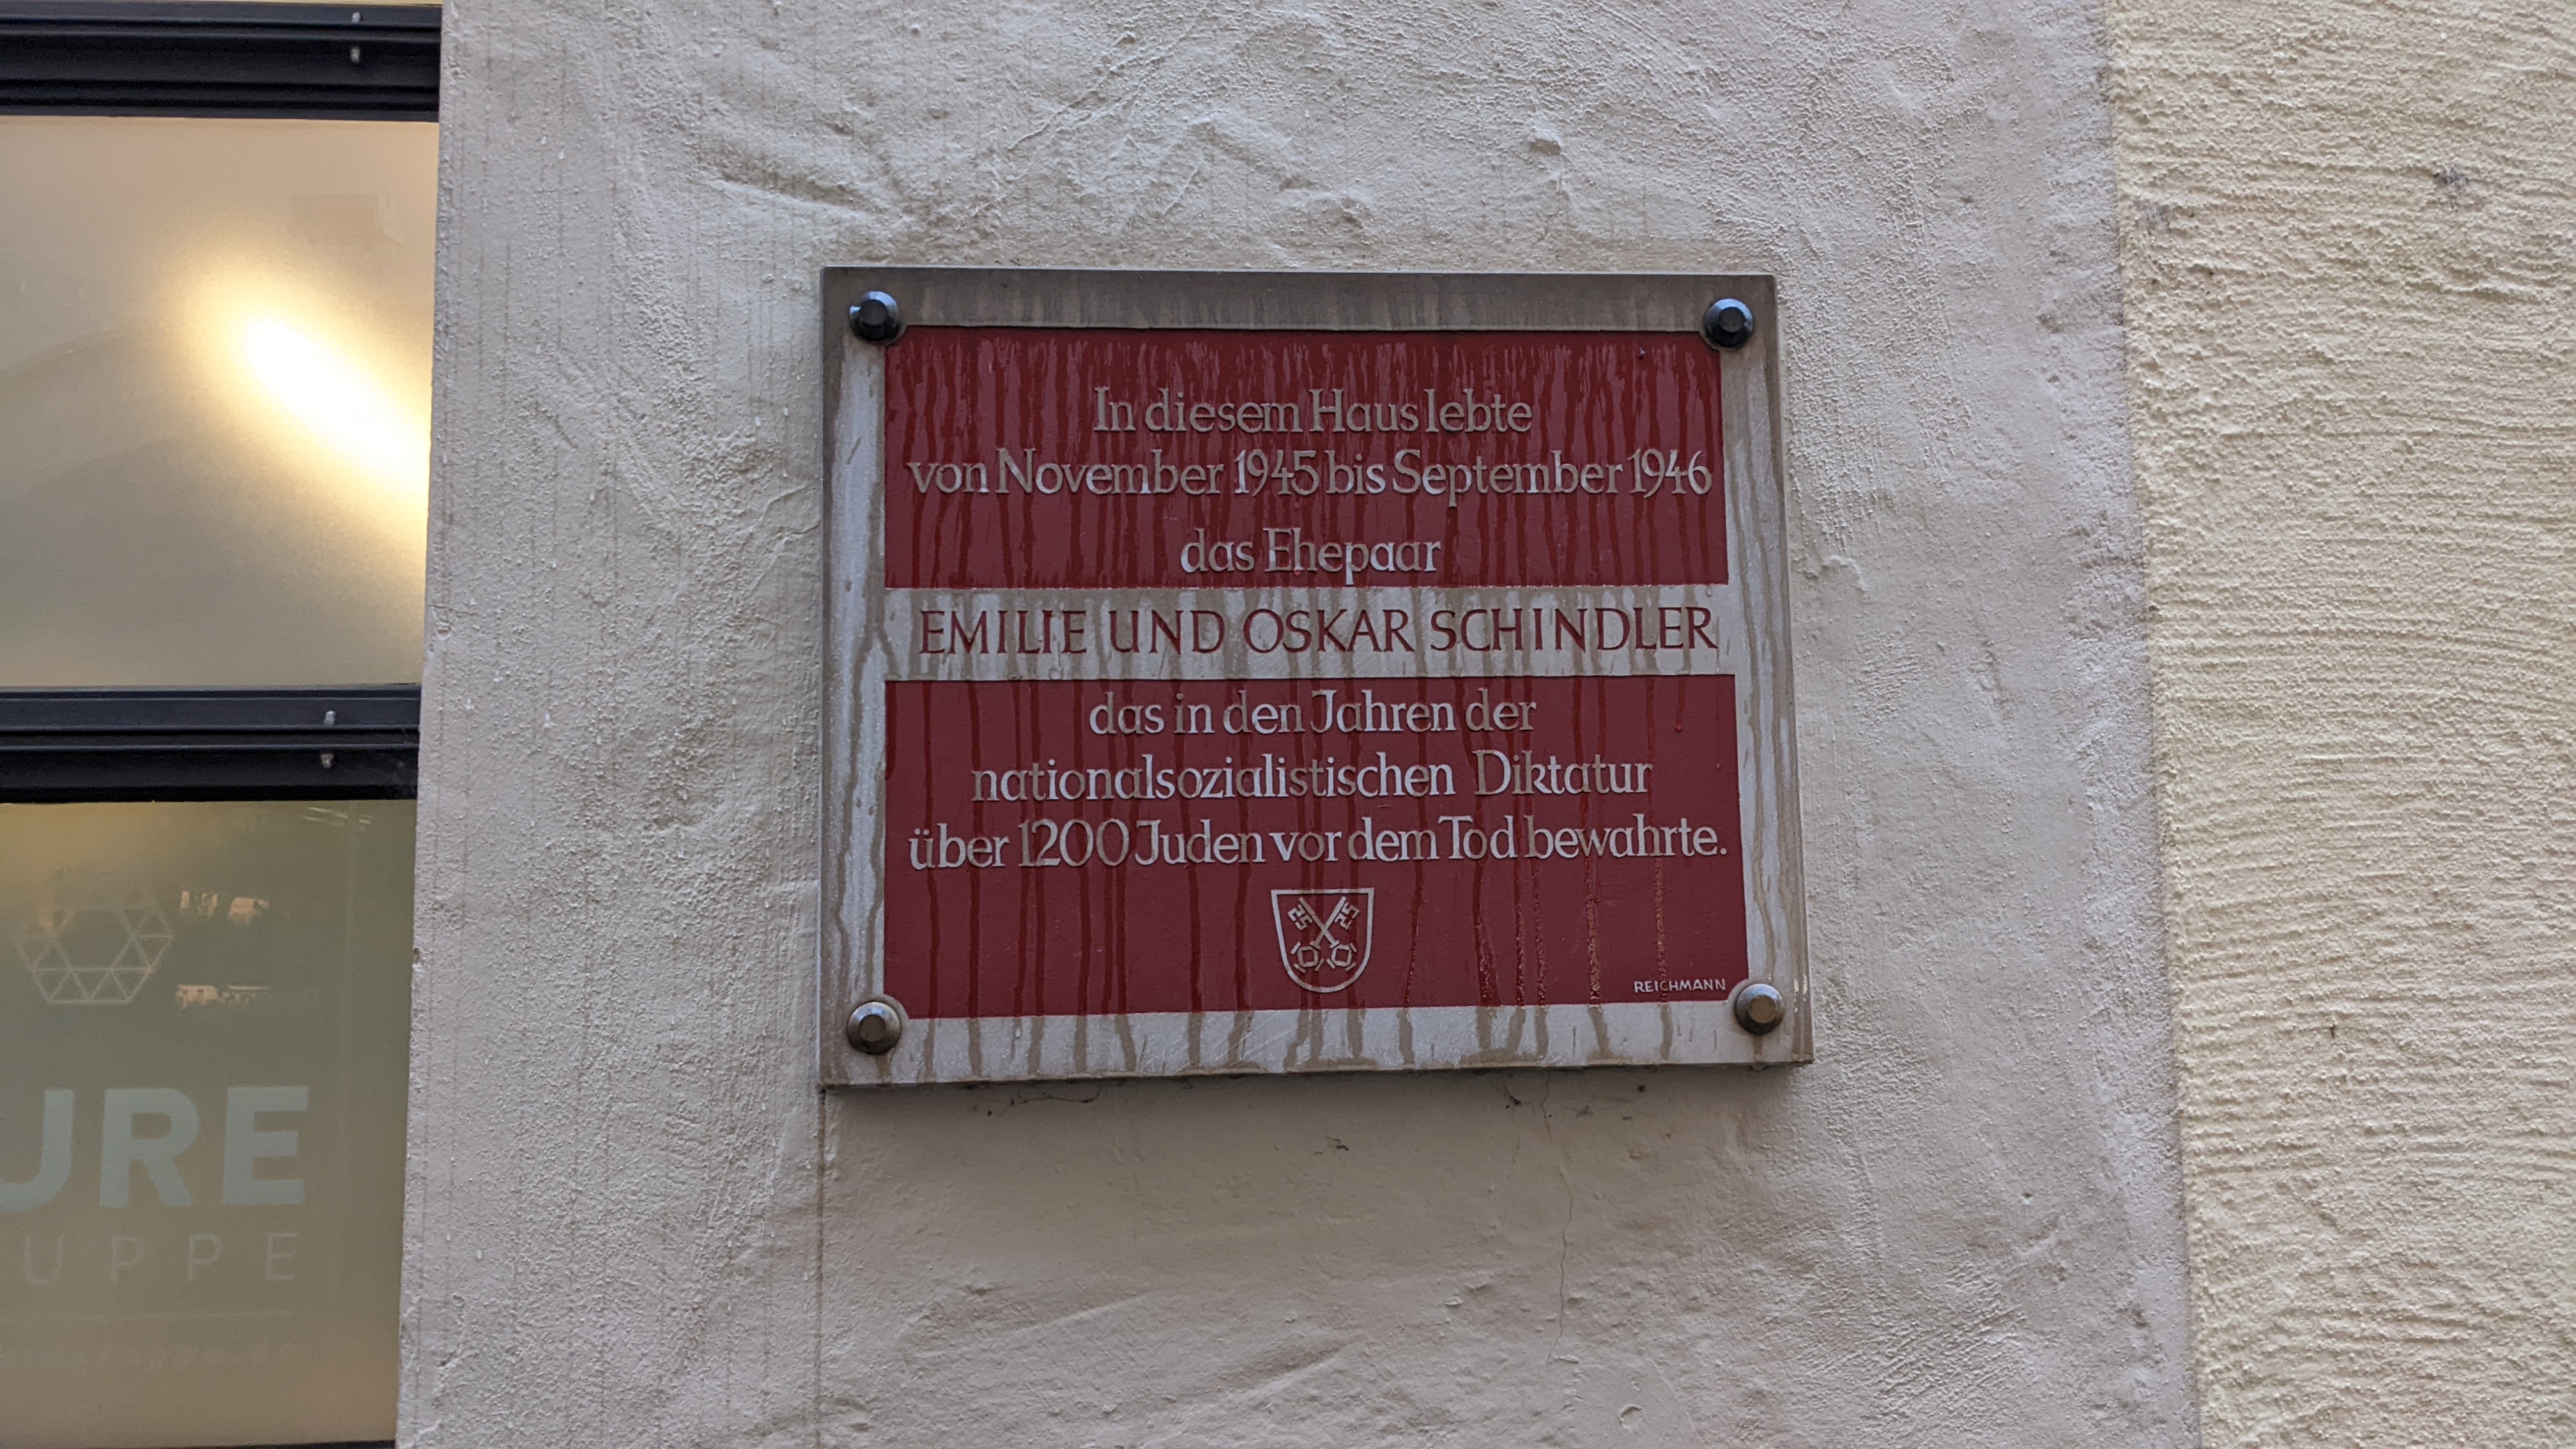 In diesem Haus lebte
von November 1945 bis September 1946
das Ehepaar
EMILIE UND OSKAR SCHINDLER
das in den Jahren der
nationalsozialistischen Diktatur
über 1200 Juden vor dem Tod bewahrte.
REICHMANN
URE
UPPE